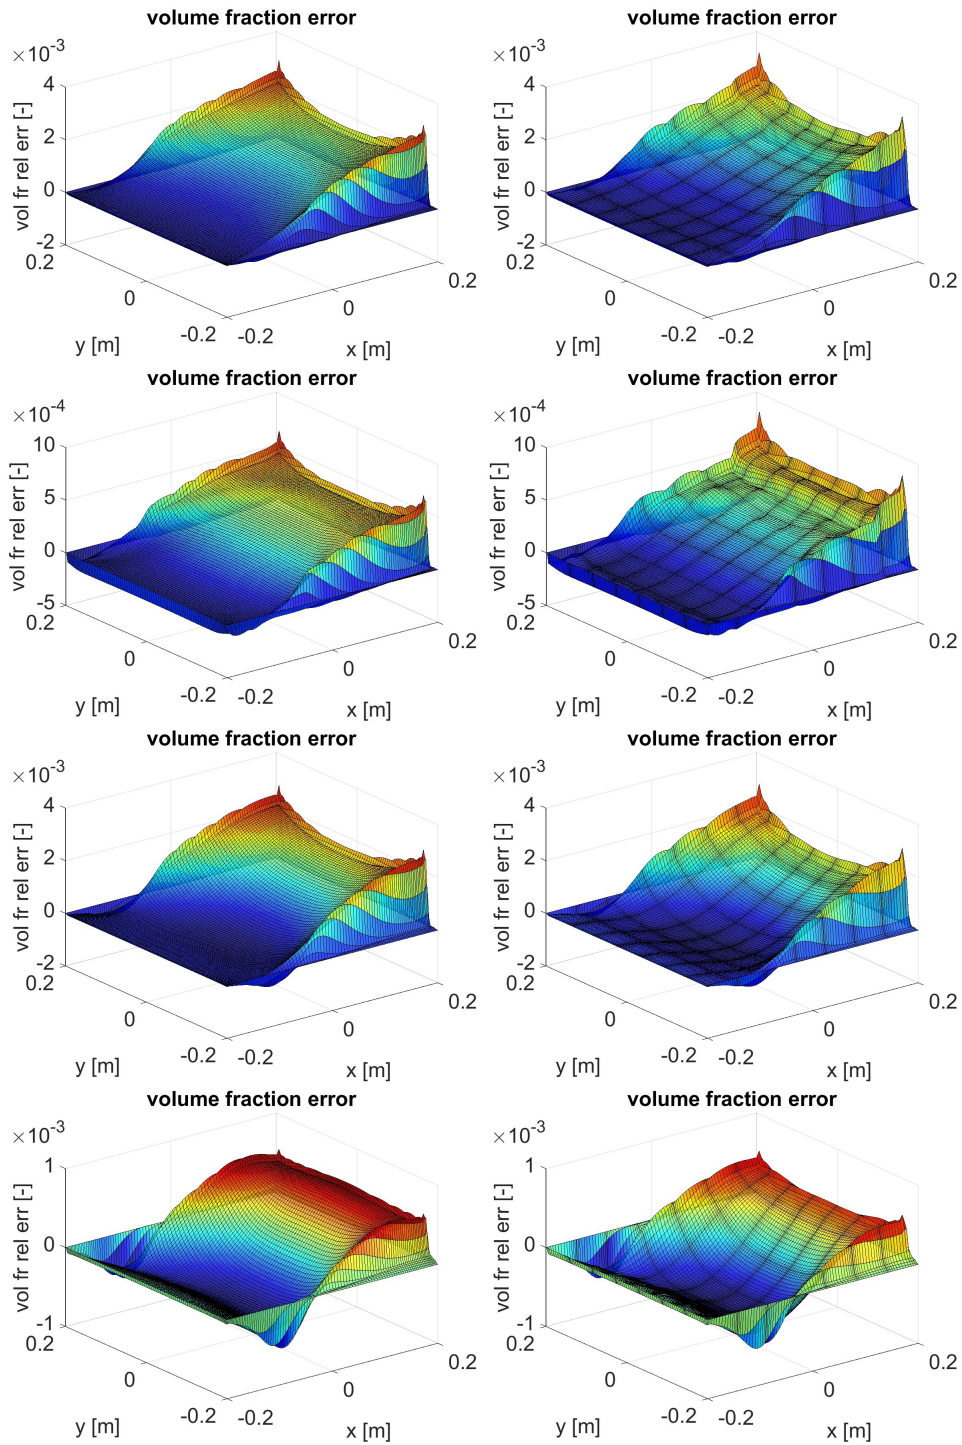 volume fraction error
×10-3
vol fr rel err [-]
4
2
0
-2
0.2
0
-0.2
y [m]
-0.2
0
0.2
x [m]
volume fraction error
×10-3
vol fr rel err [-]
4
2
0
-2
0.2
0
-0.2
y [m]
-0.2
0
0.2
x [m]
volume fraction error
×10-4
vol fr rel err [-]
10
5
0
-5
0.2
0
-0.2
y [m]
-0.2
0
0.2
x [m]
volume fraction error
×10-4
vol fr rel err [-]
10
5
0
-5
0.2
0
-0.2
y [m]
-0.2
0
0.2
x [m]
volume fraction error
×10-3
vol fr rel err [-]
4
2
0
-2
0.2
0
-0.2
y [m]
-0.2
0
0.2
x [m]
volume fraction error
×10-3
vol fr rel err [-]
4
2
0
-2
0.2
0
-0.2
y [m]
-0.2
0
0.2
x [m]
volume fraction error
×10-3
vol fr rel err [-]
1
0
-1
0.2
0
-0.2
y [m]
-0.2
0
0.2
x [m]
volume fraction error
×10-3
vol fr rel err [-]
1
0
-1
0.2
0
-0.2
y [m]
-0.2
0
0.2
x [m]